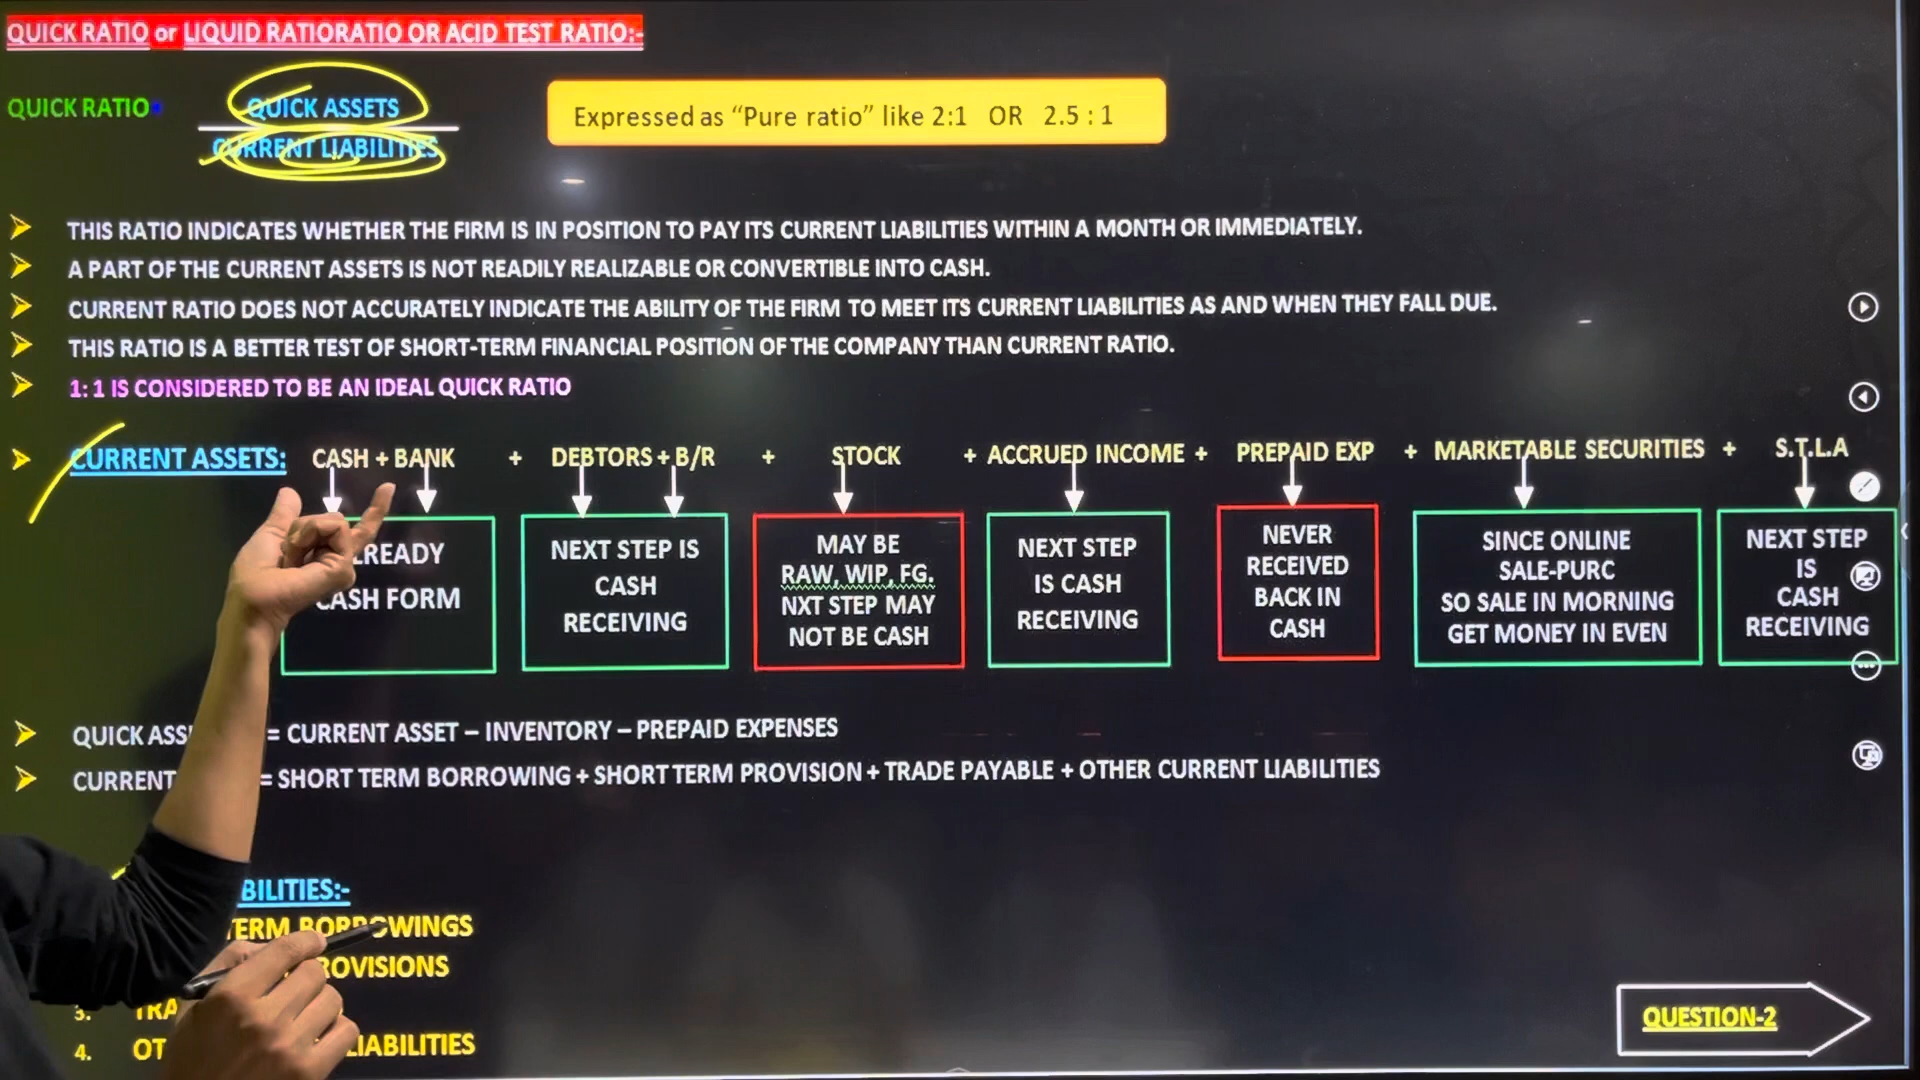 QUICK RATIO or LIQUID RATIORATIO OR ACID TEST RATIO:-
QUICK RATIO= QUICK ASSETS
CURRENT LIABILITIES
Expressed as “Pure ratio” like 2:1 OR 2.5 : 1
THIS RATIO INDICATES WHETHER THE FIRM IS IN POSITION TO PAY ITS CURRENT LIABILITIES WITHIN A MONTH OR IMMEDIATELY.
A PART OF THE CURRENT ASSETS IS NOT READILY REALIZABLE OR CONVERTIBLE INTO CASH.
CURRENT RATIO DOES NOT ACCURATELY INDICATE THE ABILITY OF THE FIRM TO MEET ITS CURRENT LIABILITIES AS AND WHEN THEY FALL DUE.
THIS RATIO IS A BETTER TEST OF SHORT-TERM FINANCIAL POSITION OF THE COMPANY THAN CURRENT RATIO.
1: 1 IS CONSIDERED TO BE AN IDEAL QUICK RATIO
CURRENT ASSETS: CASH + BANK + DEBTORS + B/R + STOCK + ACCRUED INCOME + PREPAID EXP + MARKETABLE SECURITIES + S.T.L.A
LREADY
CASH FORM
NEXT STEP IS
CASH
RECEIVING
MAY BE
RAW, WIP, FG.
NXT STEP MAY
NOT BE CASH
NEXT STEP
IS CASH
RECEIVING
NEVER
RECEIVED
BACK IN
CASH
SINCE ONLINE
SALE-PURC
SO SALE IN MORNING
GET MONEY IN EVEN
NEXT STEP
IS
CASH
RECEIVING
QUICK ASS = CURRENT ASSET – INVENTORY – PREPAID EXPENSES
CURRENT = SHORT TERM BORROWING + SHORT TERM PROVISION + TRADE PAYABLE + OTHER CURRENT LIABILITIES
BILITIES:-
TERM BORROWINGS
ROVISIONS
3. TRA
4. OT LIABILITIES
QUESTION-2